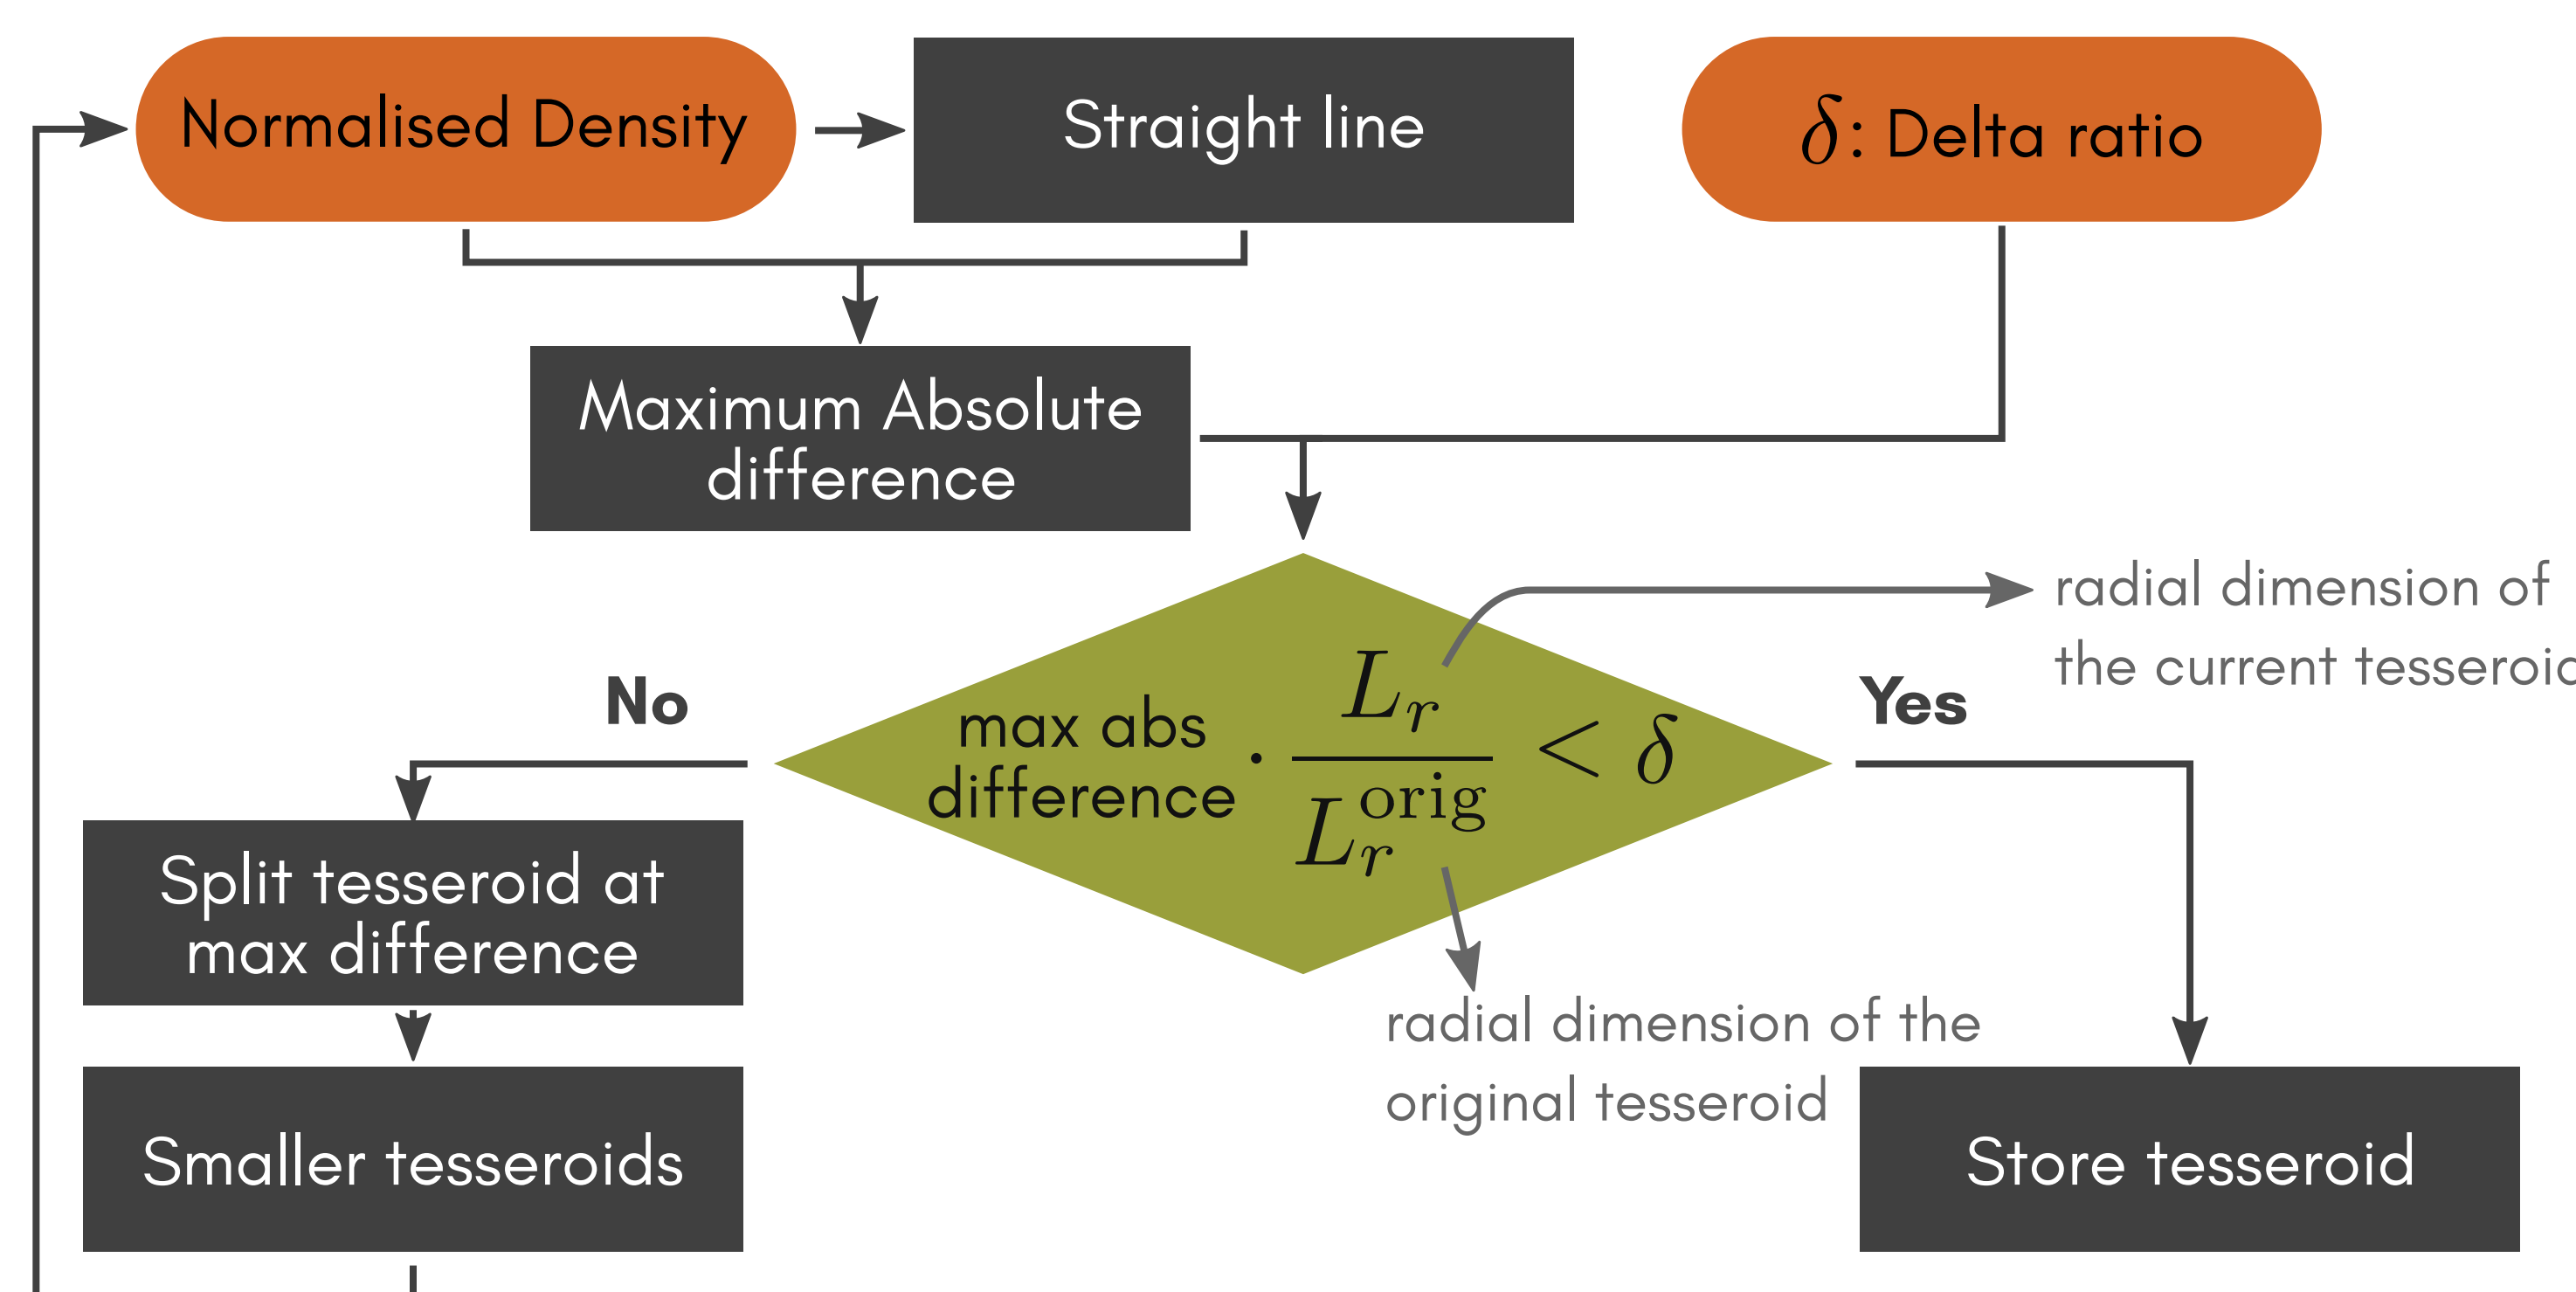 Normalised Density
Straight line
δ: Delta ratio
Maximum Absolute
difference
radial dimension of
the current tesseroid
No
Yes
max abs
difference · L_r / L_r^orig < δ
Split tesseroid at
max difference
radial dimension of the
original tesseroid
Smaller tesseroids
Store tesseroid